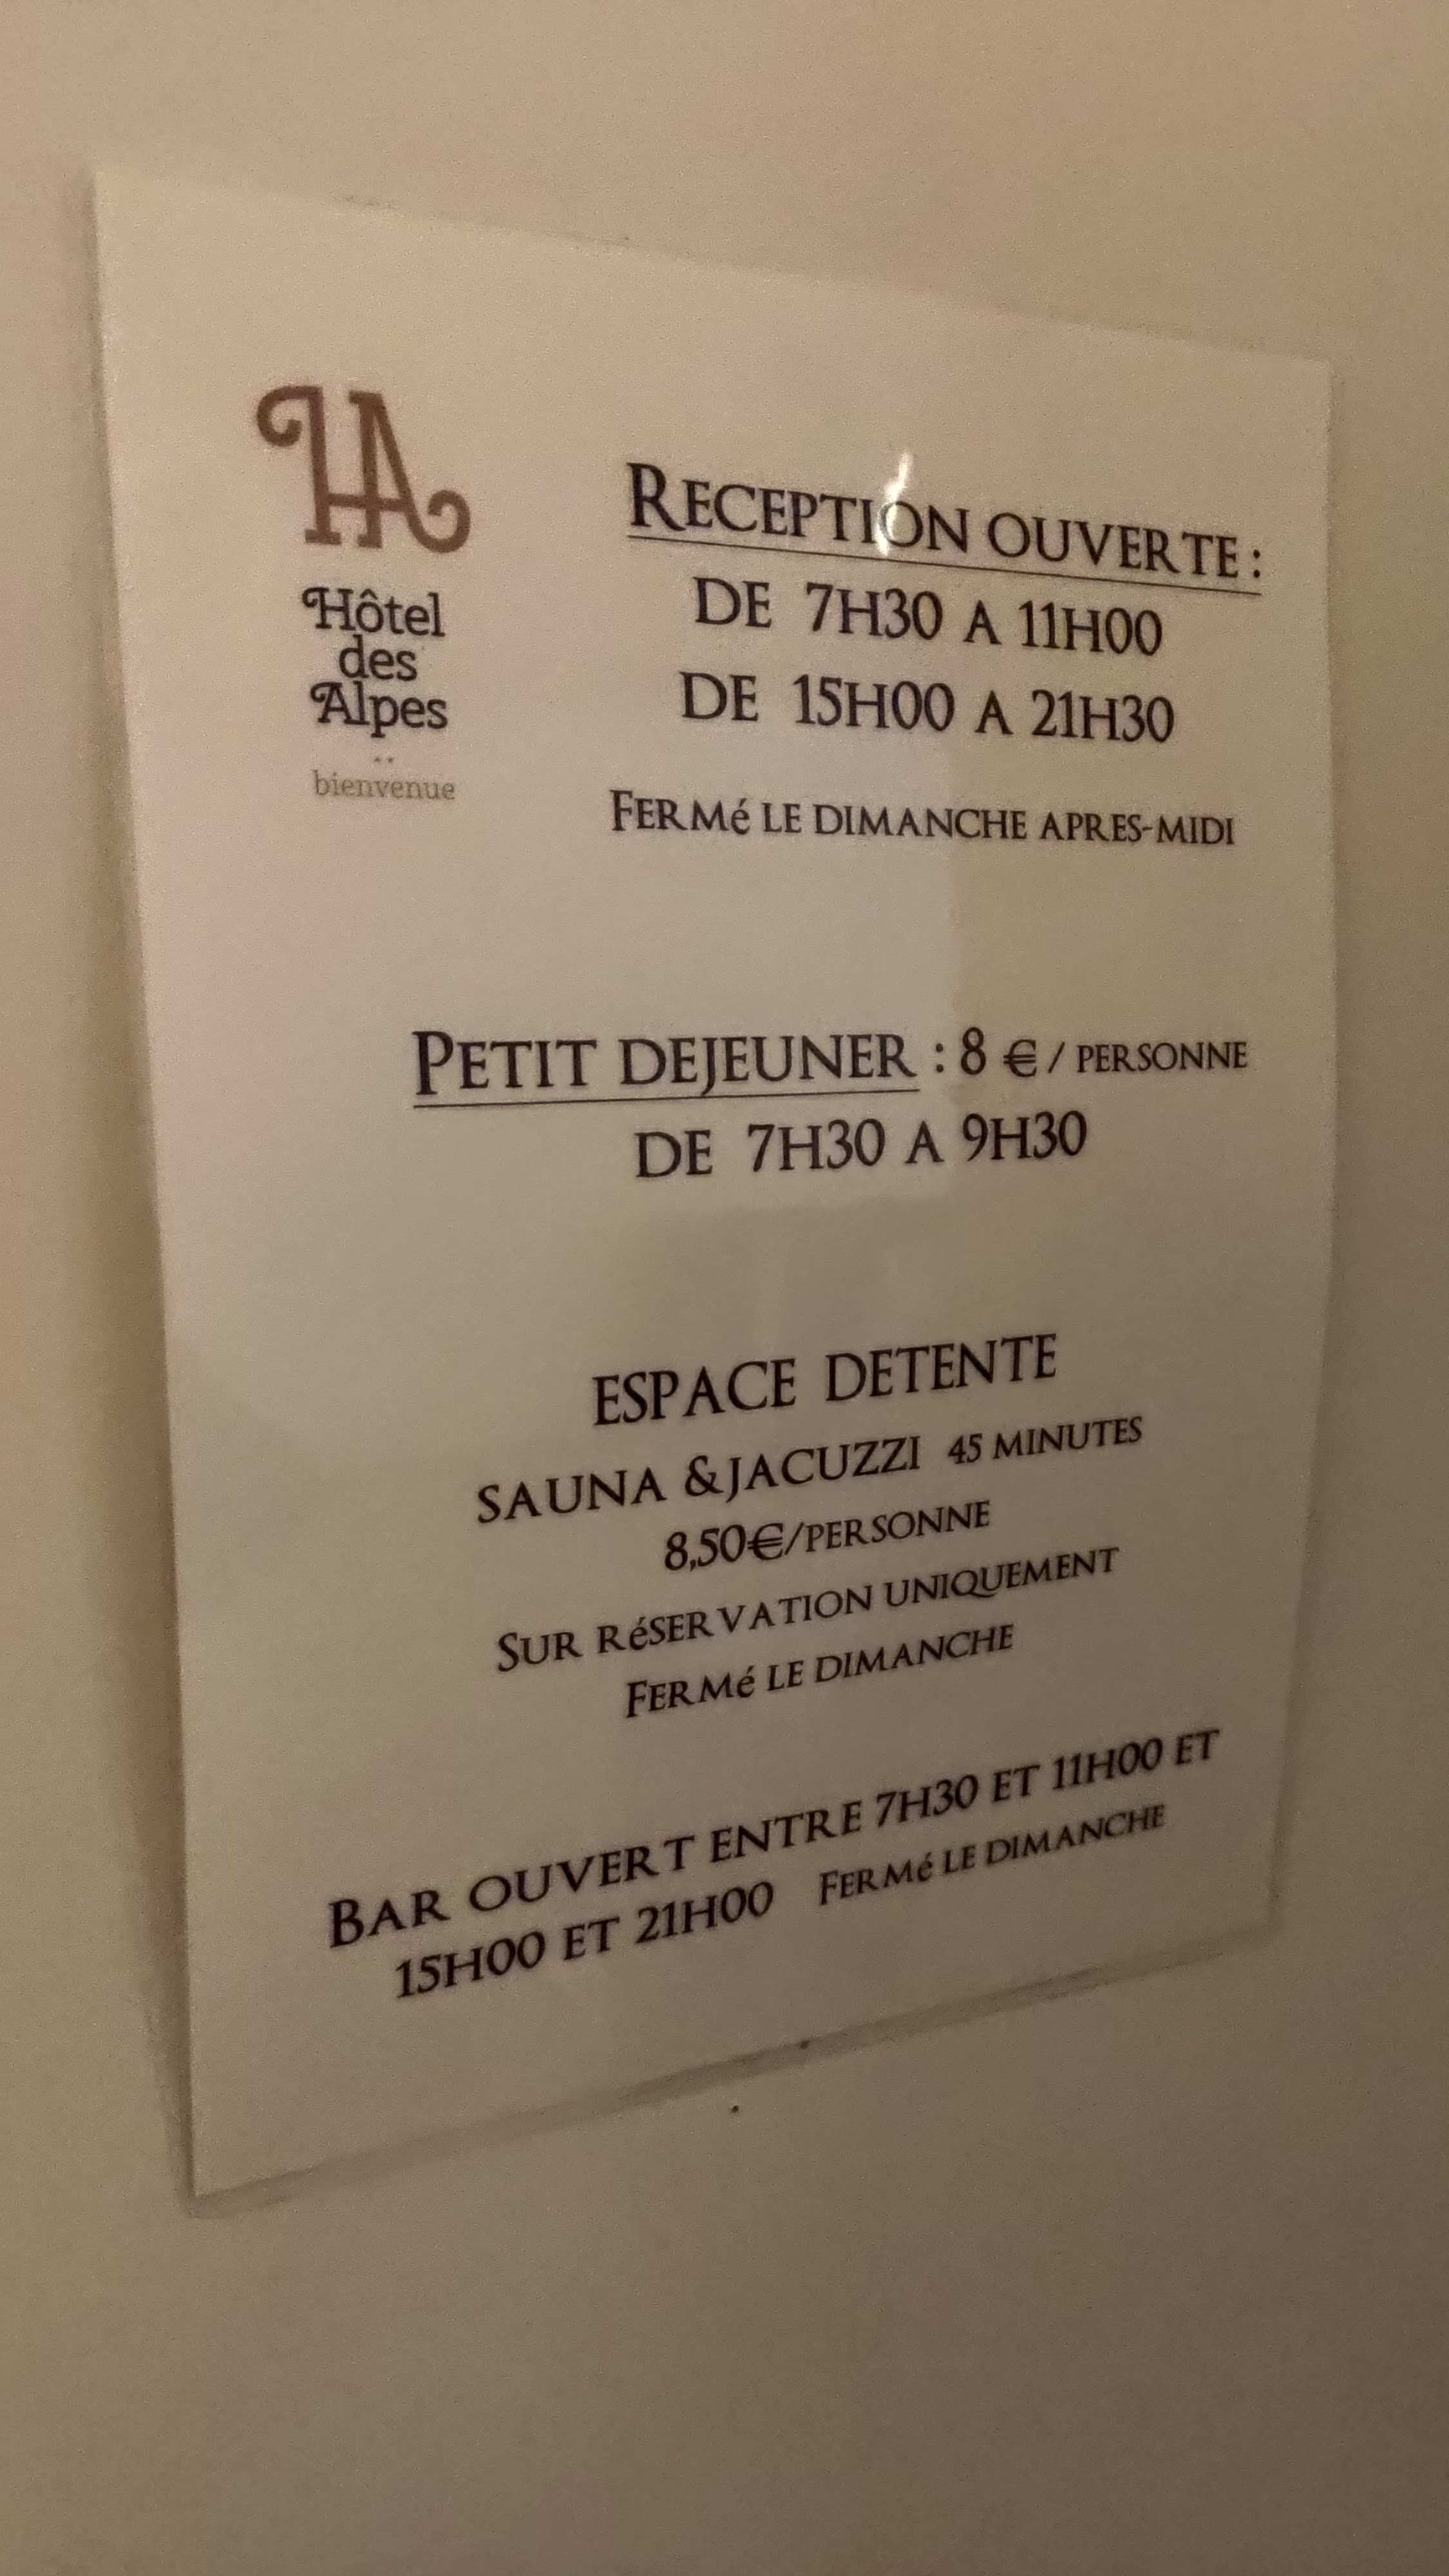 HA
Hôtel
des
Alpes
bienvenue
RECEPTION OUVERTE :
DE 7H30 A 11H00
DE 15H00 A 21H30
FERMé LE DIMANCHE APRES-MIDI
PETIT DEJEUNER : 8 € / PERSONNE
DE 7H30 A 9H30
ESPACE DETENTE
SAUNA &JACUZZI 45 MINUTES
8,50€/PERSONNE
SUR RéSERVATION UNIQUEMENT
FERMé LE DIMANCHE
BAR OUVERT ENTRE 7H30 ET 11H00 ET
15H00 ET 21H00 FERMé LE DIMANCHE